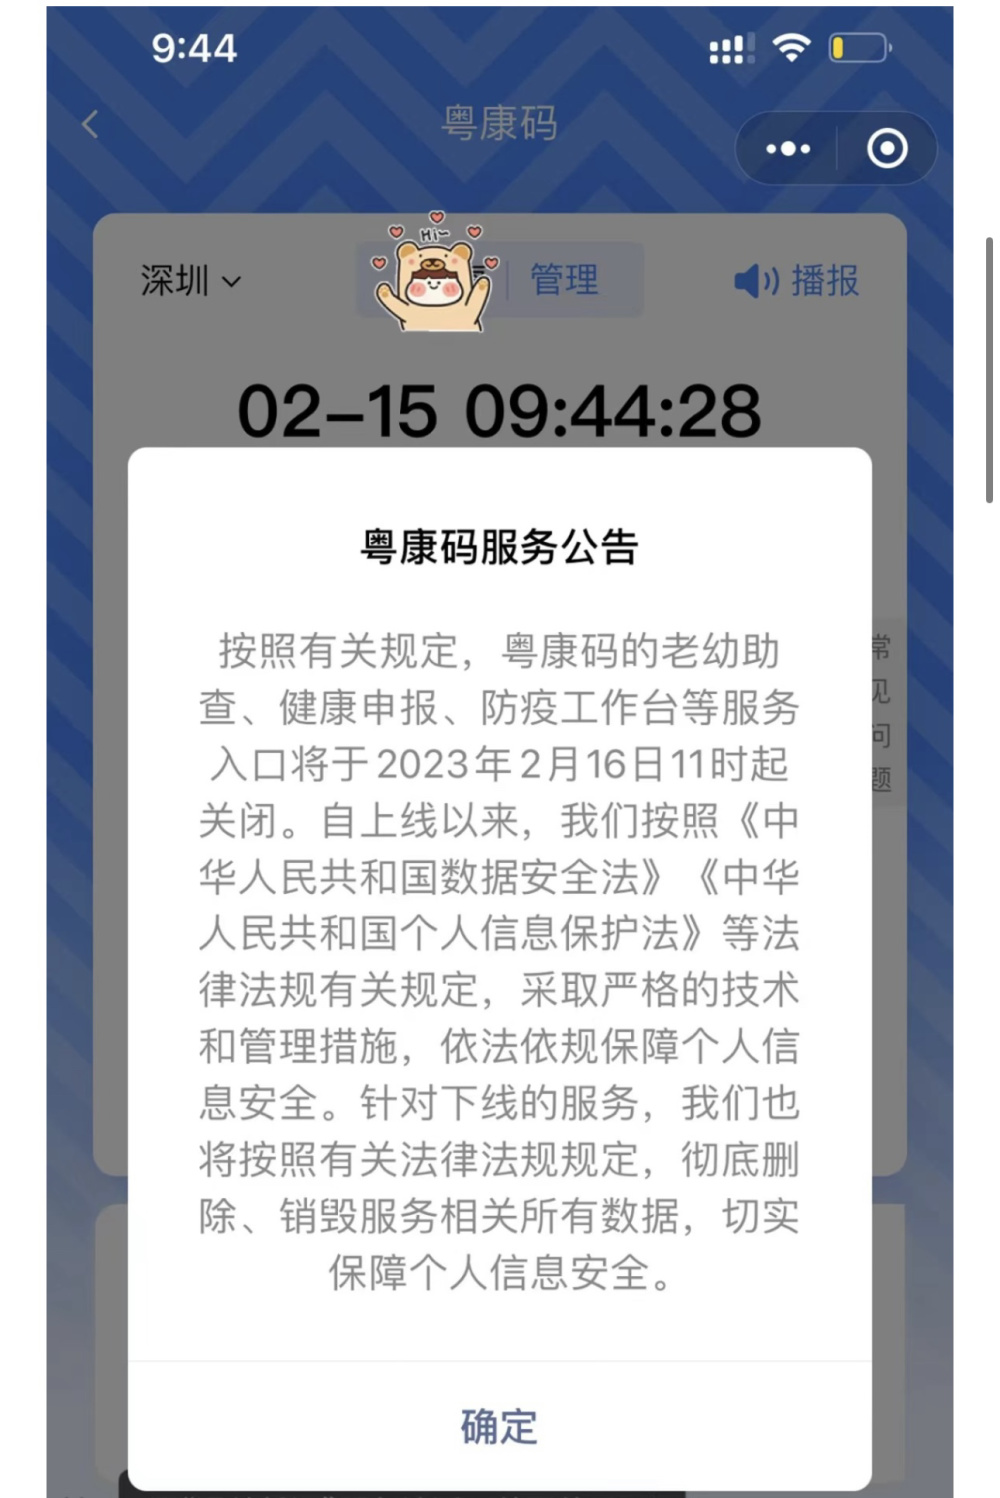 9:44
粤康码
Hi~
深圳
管理
播报
02-15 09:44:28
粤康码服务公告
按照有关规定，粤康码的老幼助
查、健康申报、防疫工作台等服务
入口将于2023年2月16日11时起
关闭。自上线以来，我们按照《中
华人民共和国数据安全法》《中华
人民共和国个人信息保护法》等法
律法规有关规定，采取严格的技术
和管理措施，依法依规保障个人信
息安全。针对下线的服务，我们也
将按照有关法律法规规定，彻底删
除、销毁服务相关所有数据，切实
保障个人信息安全。
常
见
问
题
确定